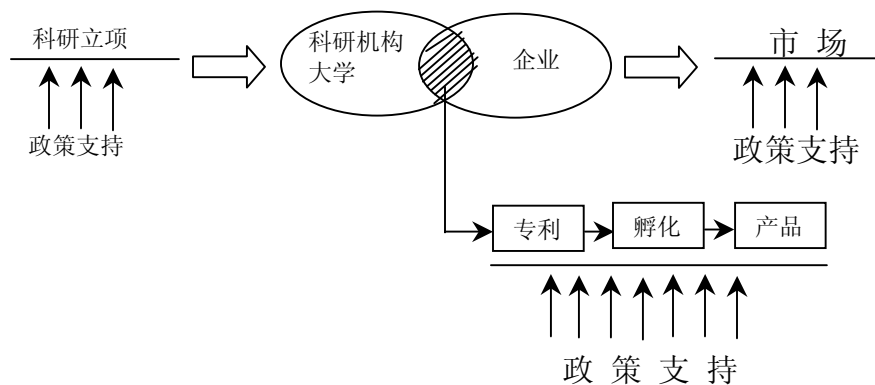 科研立项
政策支持
科研机构
大学
企业
市 场
政策支持
专利
孵化
产品
政 策 支 持